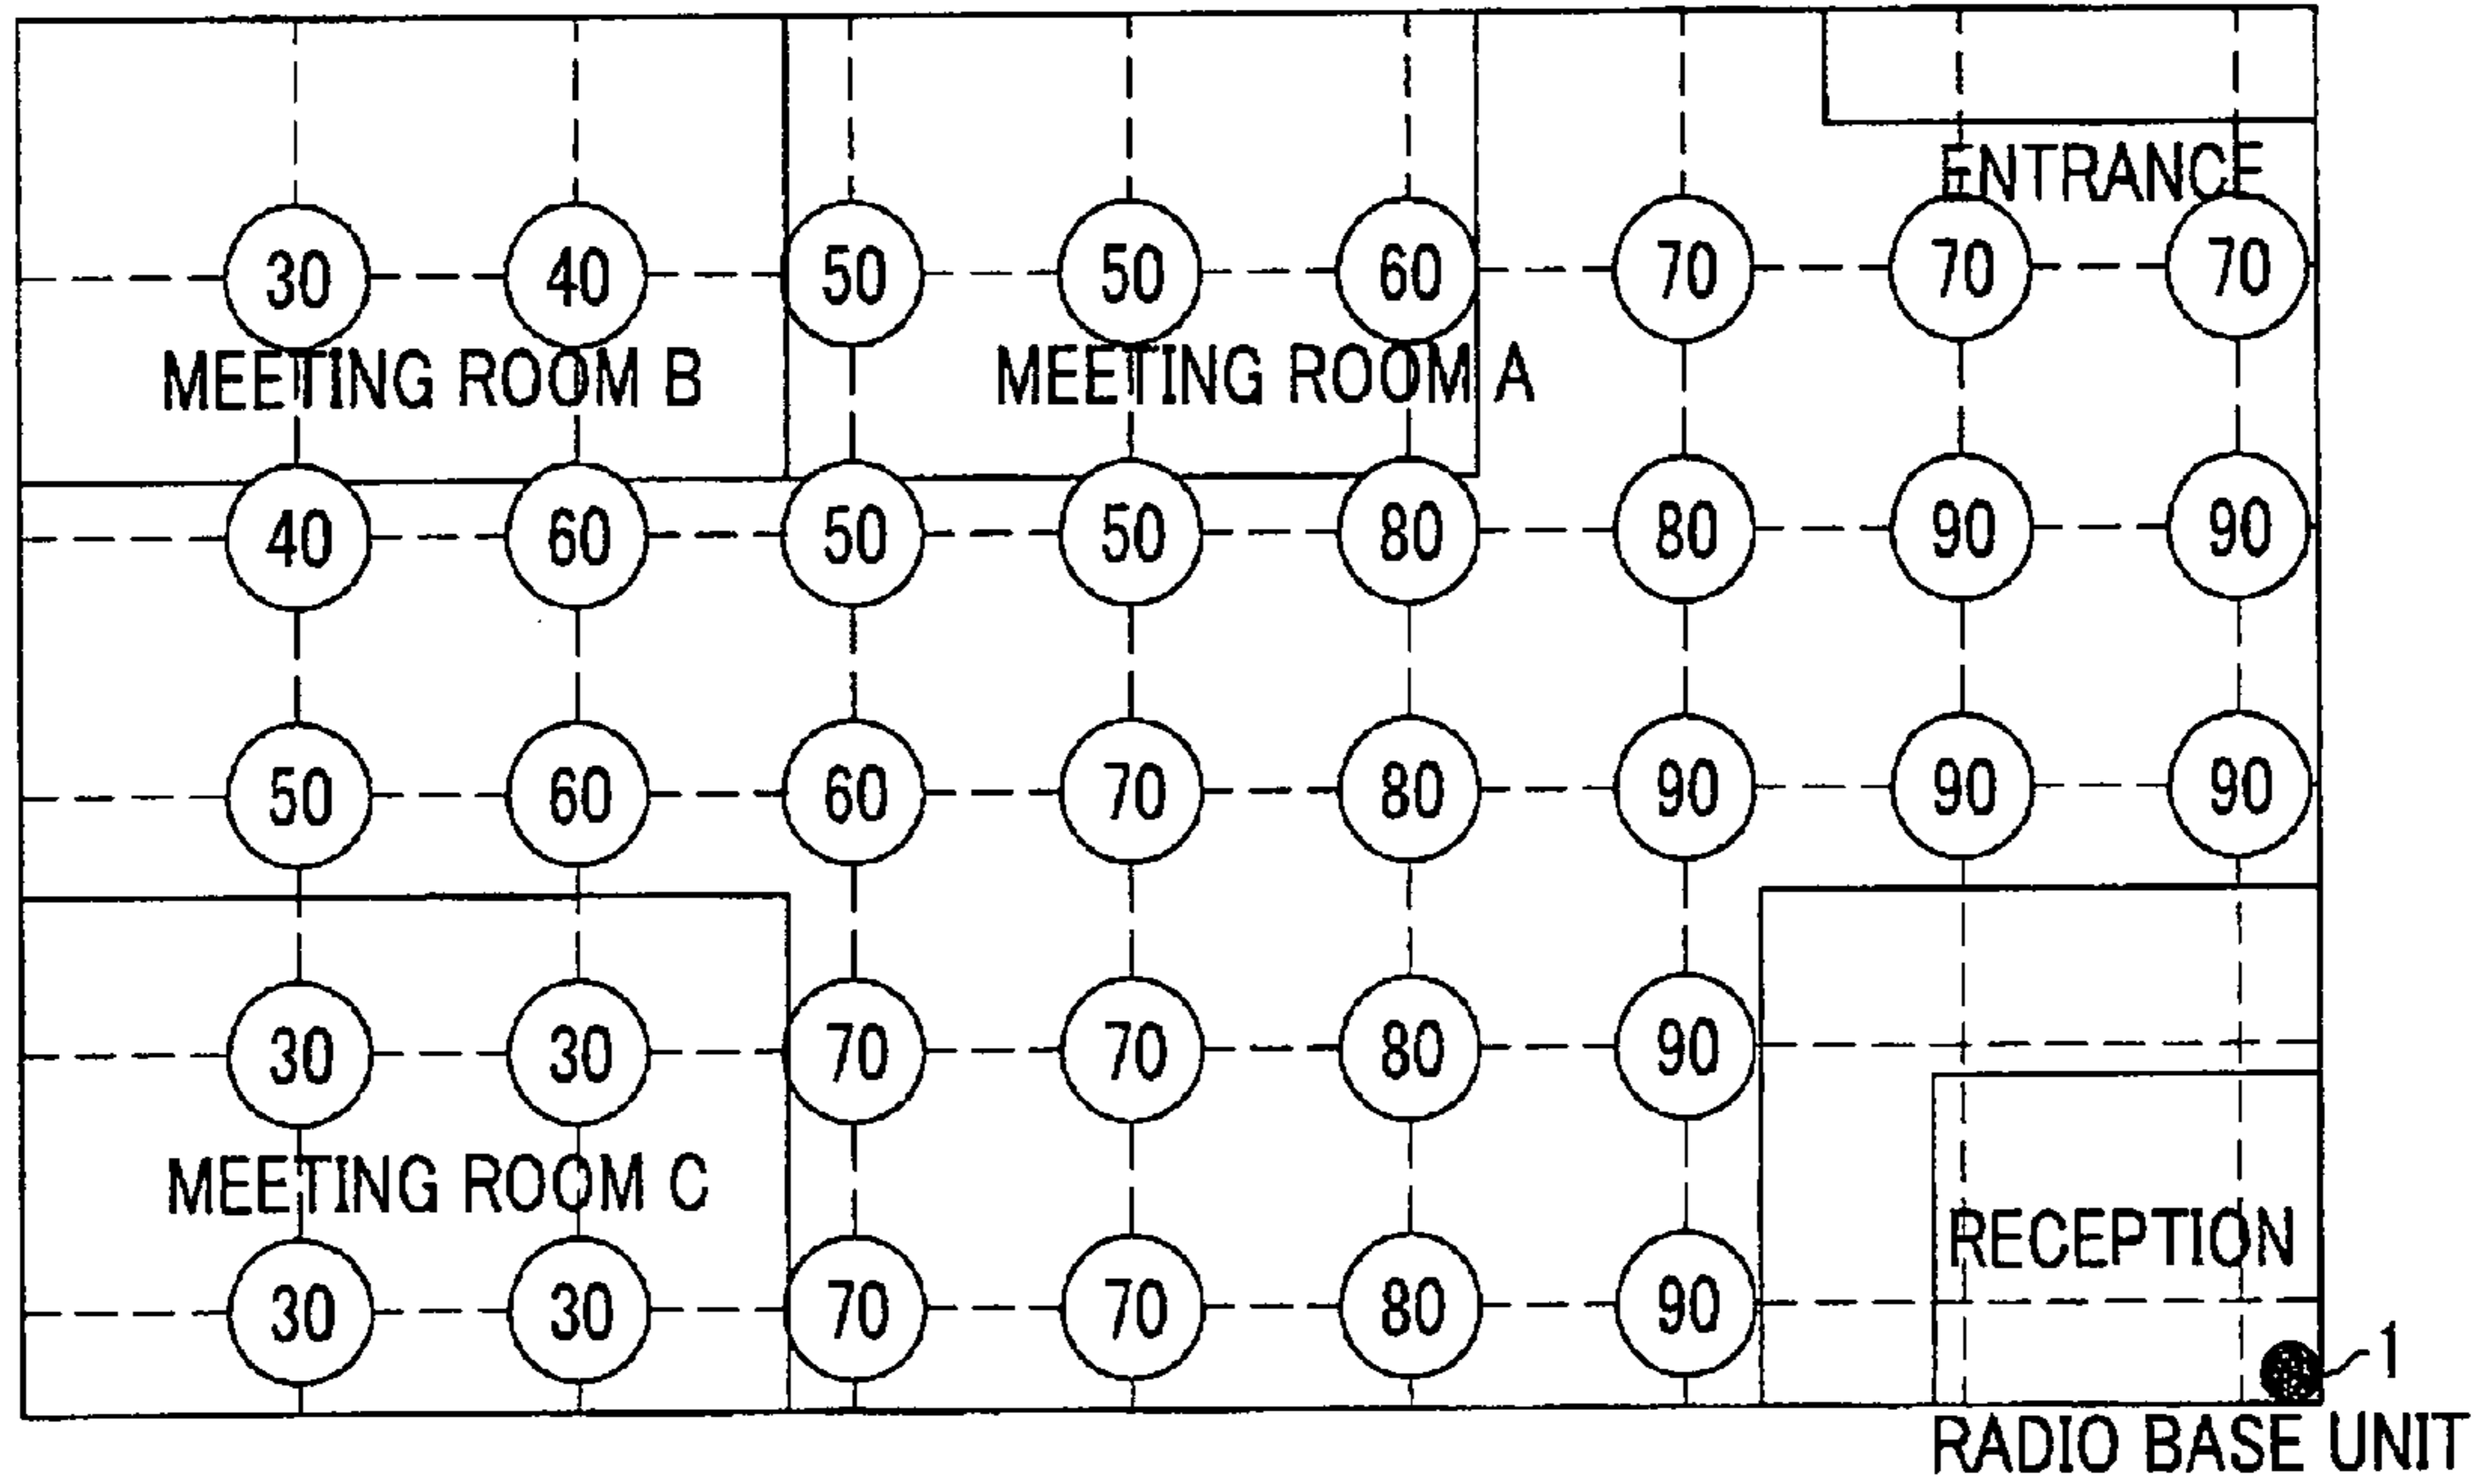 ENTRANCE
30 40 50 50 60 70 70 70
MEETING ROOM B MEETING ROOM A
40 60 50 50 80 80 90 90
50 60 60 70 80 90 90 90
30 30 70 70 80 90
MEETING ROOM C
RECEPTION
30 30 70 70 80 90
1
RADIO BASE UNIT